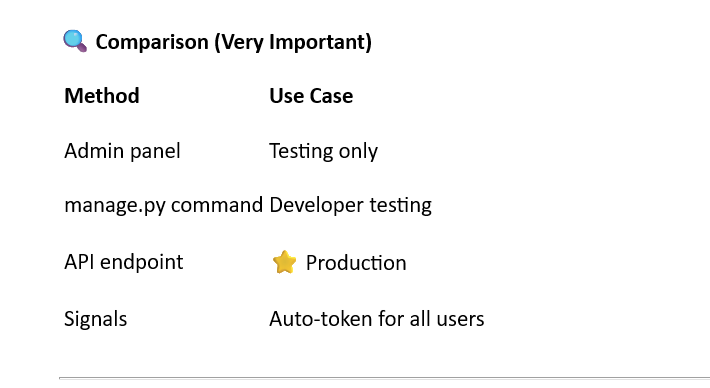 Comparison (Very Important)
Method Use Case
Admin panel Testing only
manage.py command Developer testing
API endpoint Production
Signals Auto-token for all users